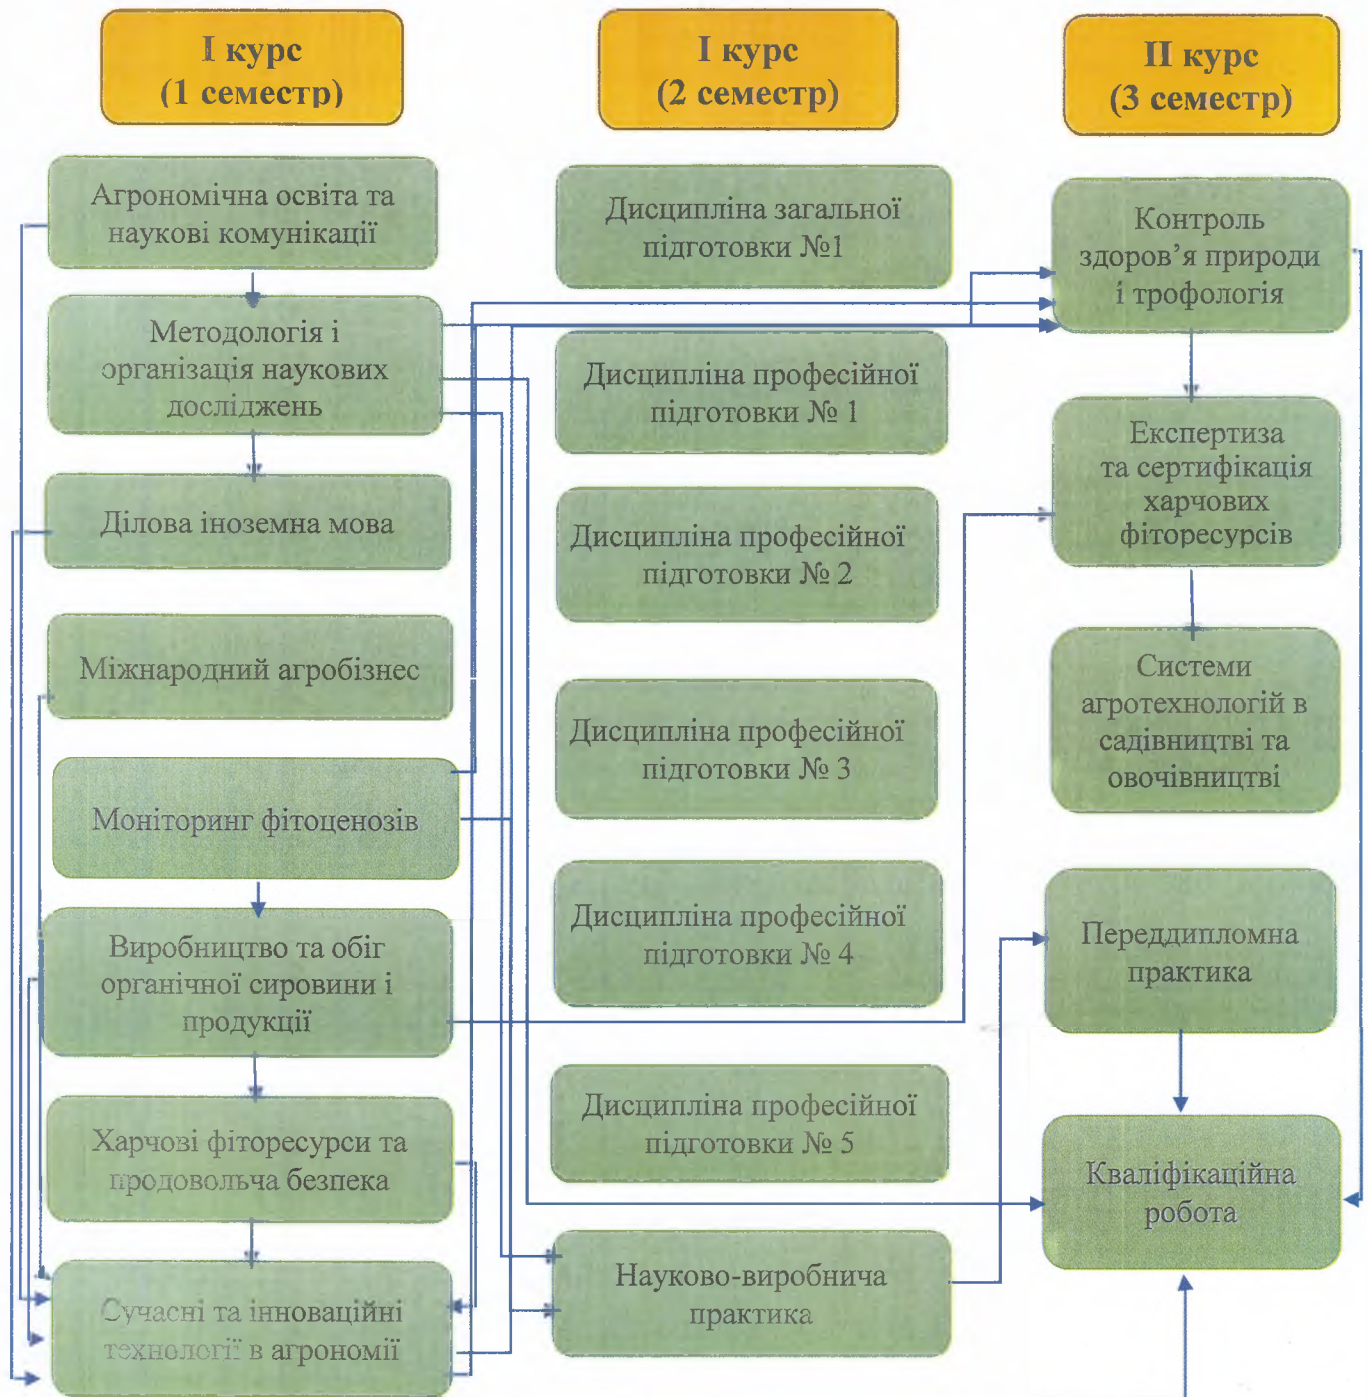 І курс
(1 семестр)
Агрономічна освіта та
наукові комунікації
Методологія і
організація наукових
досліджень
Ділова іноземна мова
Міжнародний агробізнес
Моніторинг фітоценозів
Виробництво та обіг
органічної сировини і
продукції
Харчові фіторесурси та
продовольча безпека
Сучасні та інноваційні
технології в агрономії
І курс
(2 семестр)
Дисципліна загальної
підготовки №1
Дисципліна професійної
підготовки № 1
Дисципліна професійної
підготовки № 2
Дисципліна професійної
підготовки № 3
Дисципліна професійної
підготовки № 4
Дисципліна професійної
підготовки № 5
Науково-виробнича
практика
ІІ курс
(3 семестр)
Контроль
здоров’я природи
і трофологія
Експертиза
та сертифікація
харчових
фіторесурсів
Системи
агротехнологій в
садівництві та
овочівництві
Переддипломна
практика
Кваліфікаційна
робота